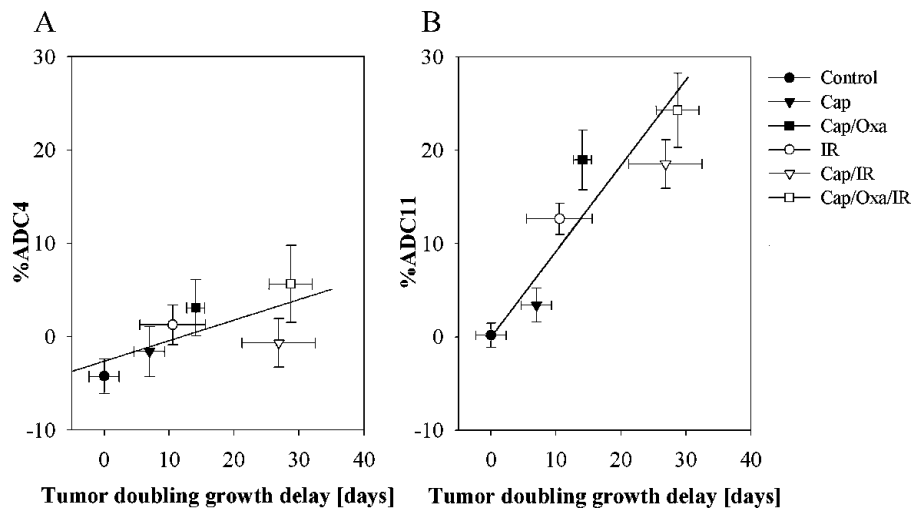 A
B
30
20
10
0
-10
%ADC4
0
10
20
30
40
Tumor doubling growth delay [days]
30
20
10
0
-10
%ADC11
0
10
20
30
40
Tumor doubling growth delay [days]
Control
Cap
Cap/Oxa
IR
Cap/IR
Cap/Oxa/IR